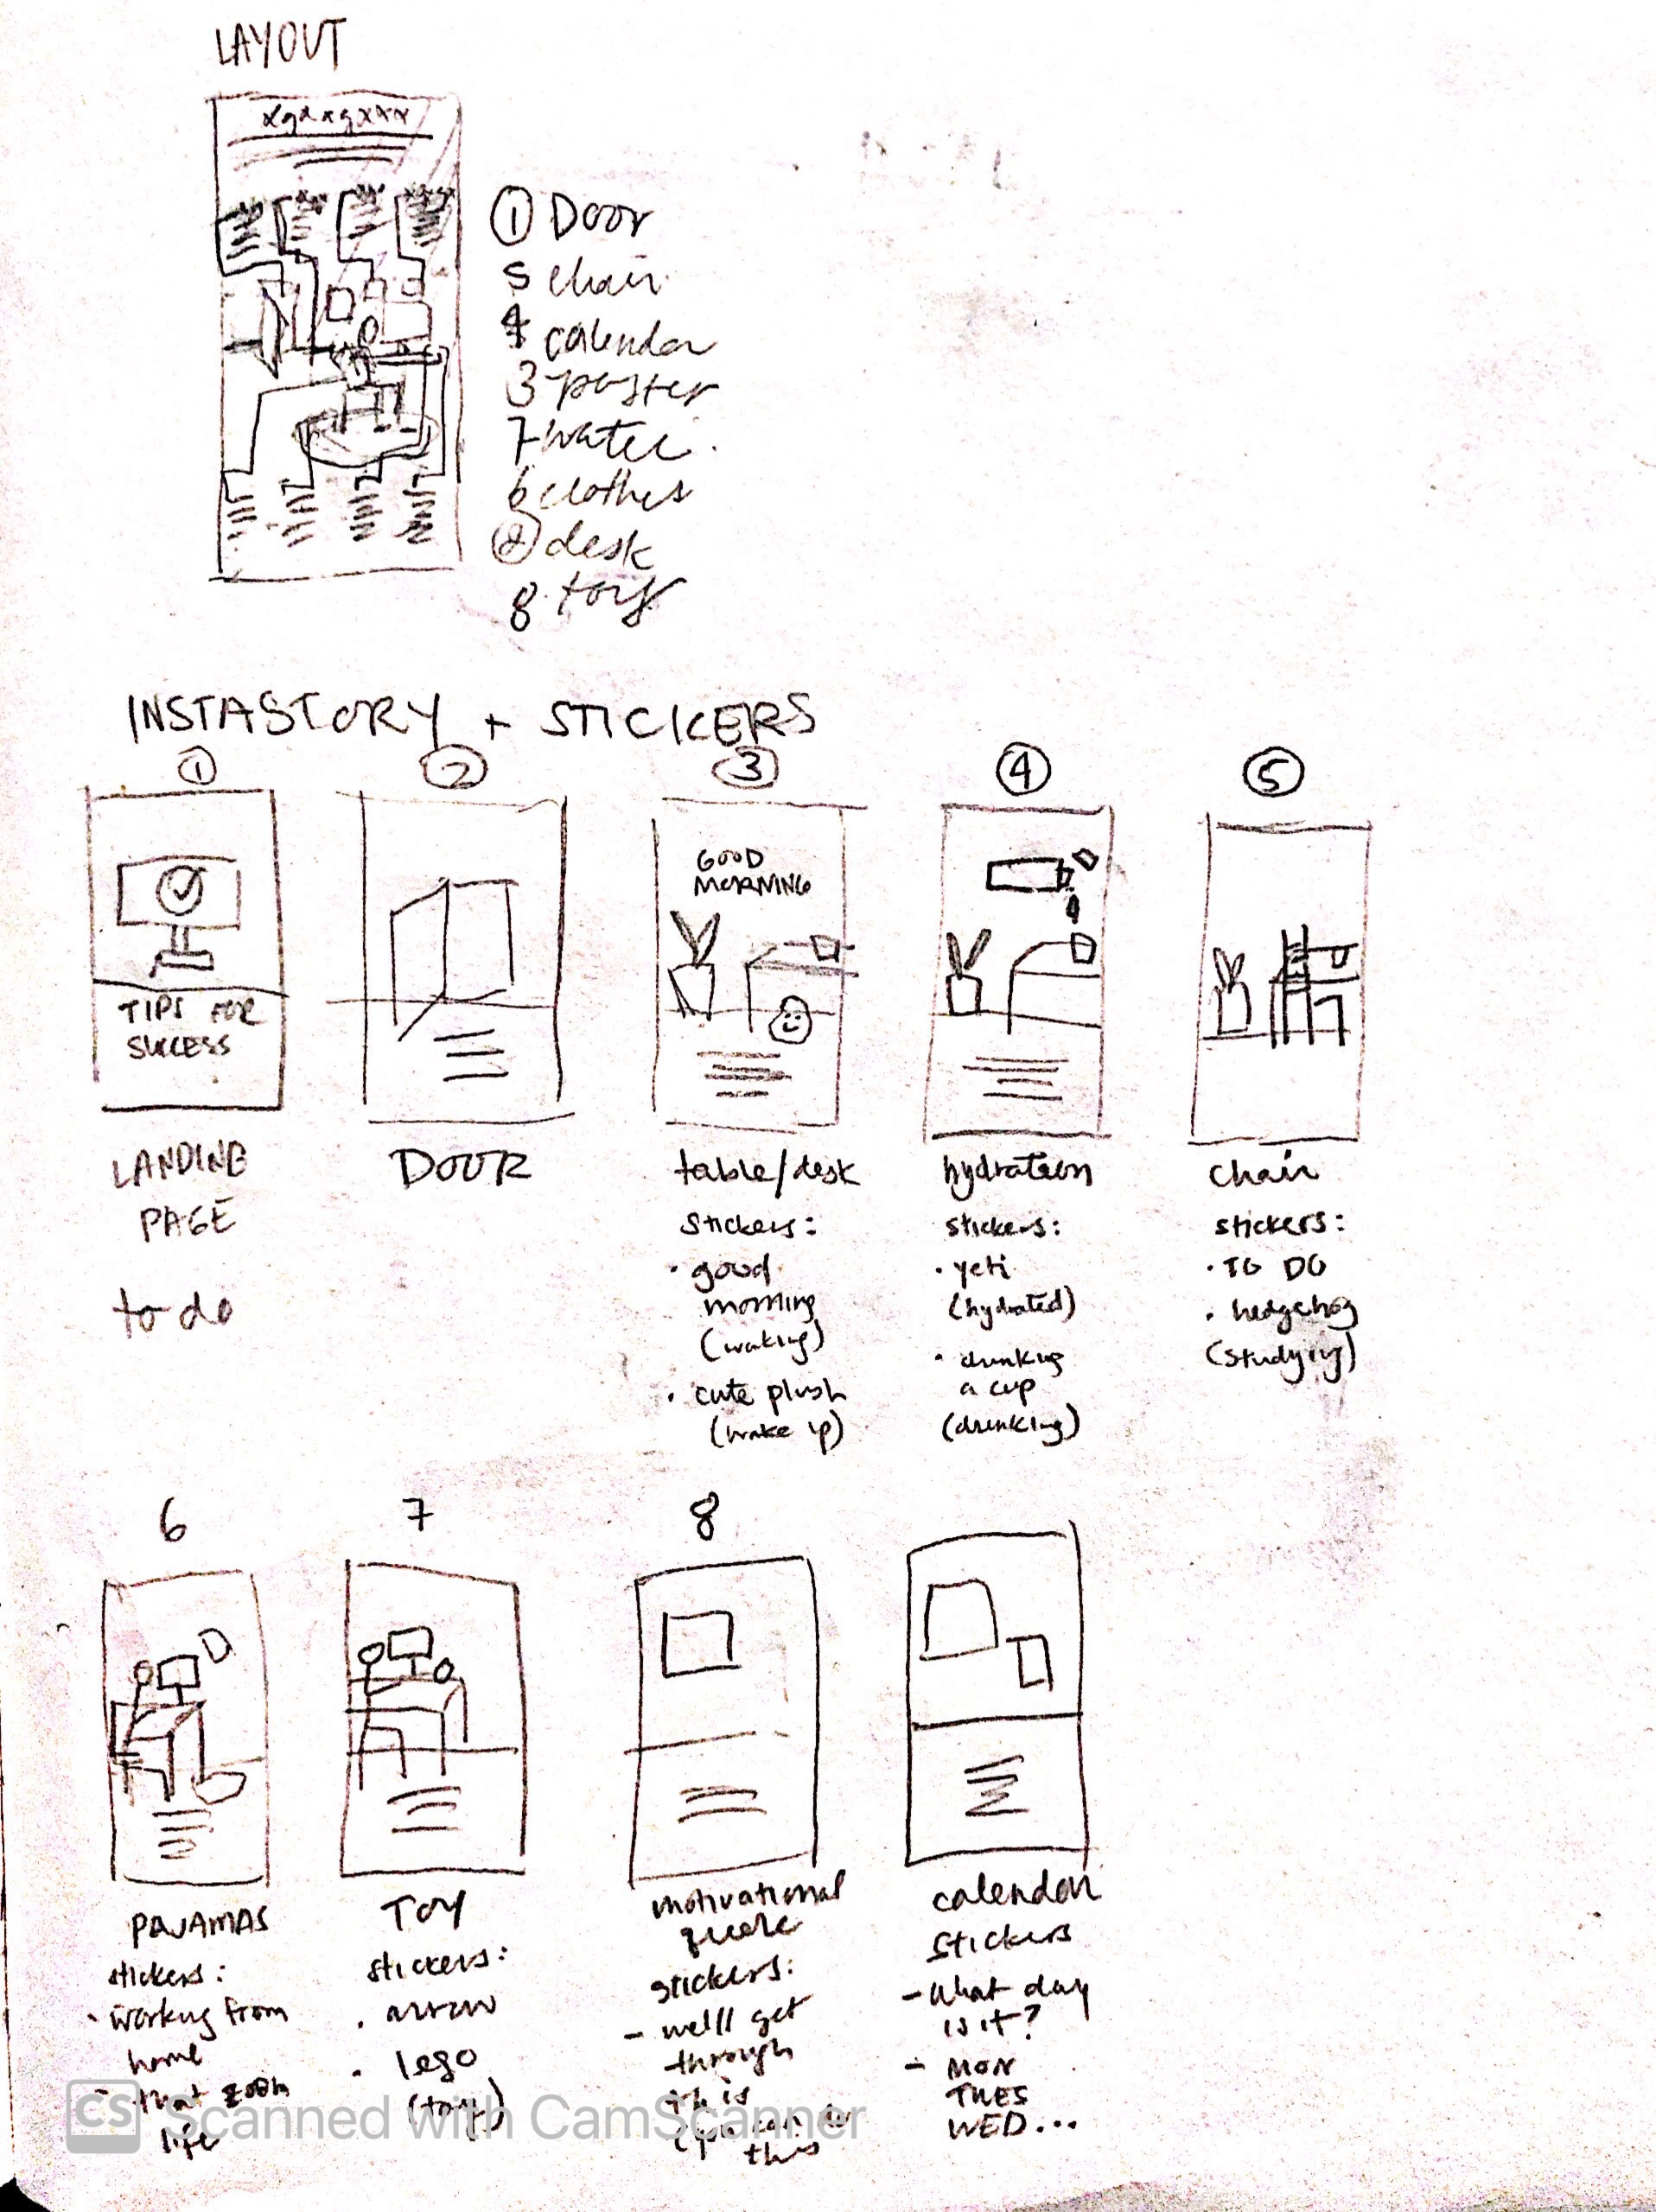 LAYOUT
① Door
5 chair
4 calendar
3 poster
7 water
6 clothes
② desk
8 toys
INSTASTORY + STICKERS
①
②
③
④
⑤
TIPS FOR
SUCCESS
GOOD
MORNING
LANDING
PAGE
to do
DOOR
table/desk
stickers:
· good
morning
(waking)
· cute plush
(wake up)
hydration
stickers:
· yeti
(hydrated)
· drinking
a cup
(drinking)
chair
stickers:
· TO DO
· hedgehog
(studying)
6
7
8
PAJAMAS
stickers:
· working from
home
- that zoom
life
TOY
stickers:
· arrow
· lego
(toy)
motivational
stickers:
- we'll get
through
this
this
calendar
stickers
- what day
is it?
- MON
TUES
WED...
CS Scanned with CamScanner